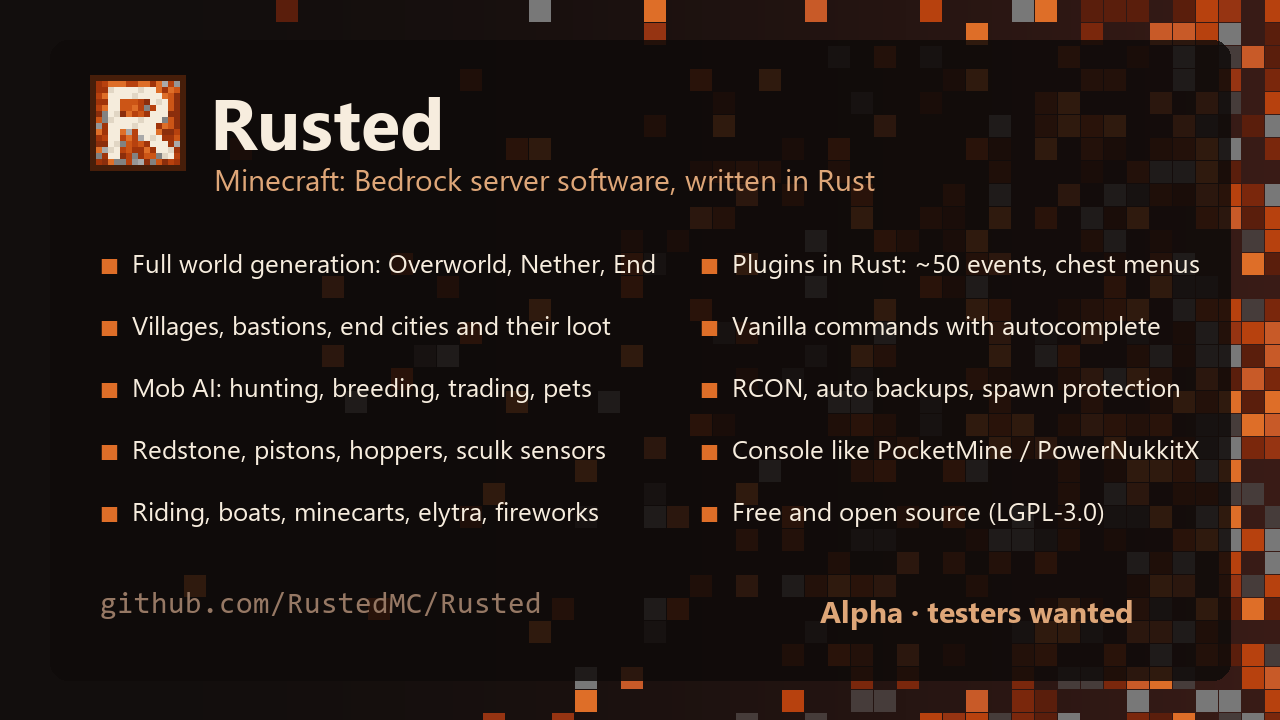 R
Rusted
Minecraft: Bedrock server software, written in Rust
Full world generation: Overworld, Nether, End
Villages, bastions, end cities and their loot
Mob AI: hunting, breeding, trading, pets
Redstone, pistons, hoppers, sculk sensors
Riding, boats, minecarts, elytra, fireworks
Plugins in Rust: ~50 events, chest menus
Vanilla commands with autocomplete
RCON, auto backups, spawn protection
Console like PocketMine / PowerNukkitX
Free and open source (LGPL-3.0)
github.com/RustedMC/Rusted
Alpha · testers wanted